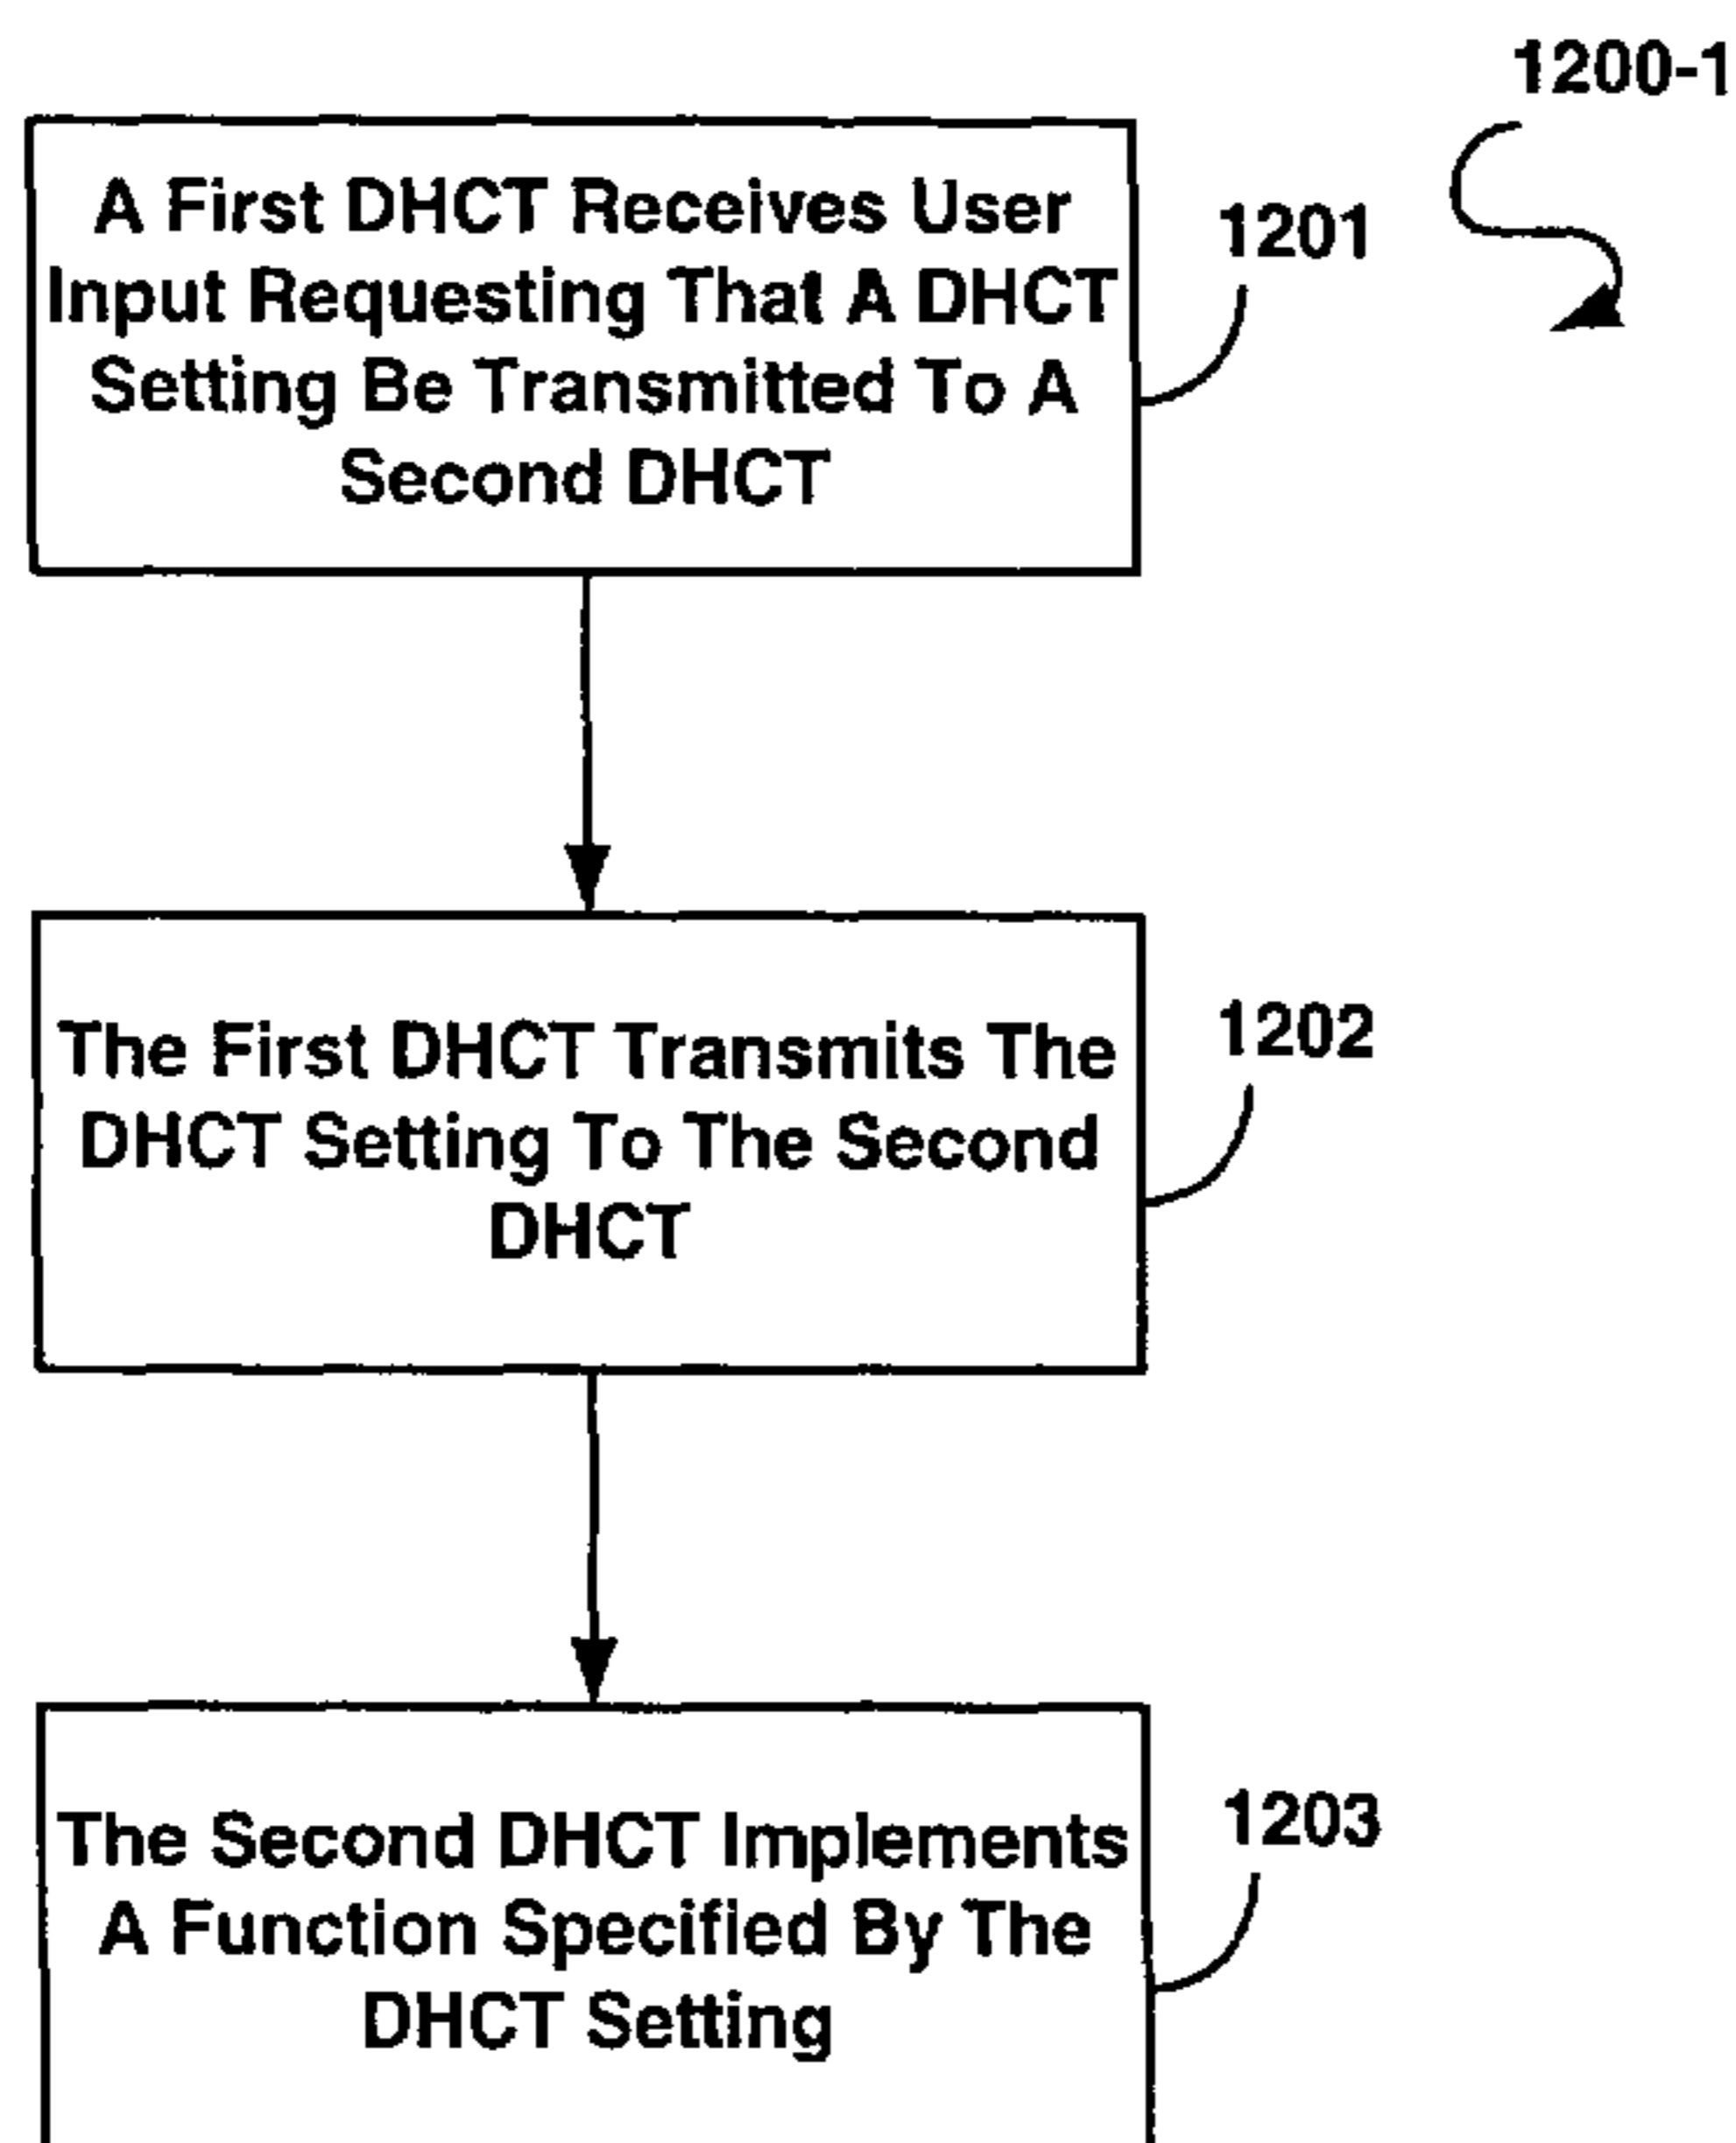 1200-1
A First DHCT Receives User
Input Requesting That A DHCT
Setting Be Transmitted To A
Second DHCT
1201
The First DHCT Transmits The
DHCT Setting To The Second
DHCT
1202
The Second DHCT Implements
A Function Specified By The
DHCT Setting
1203